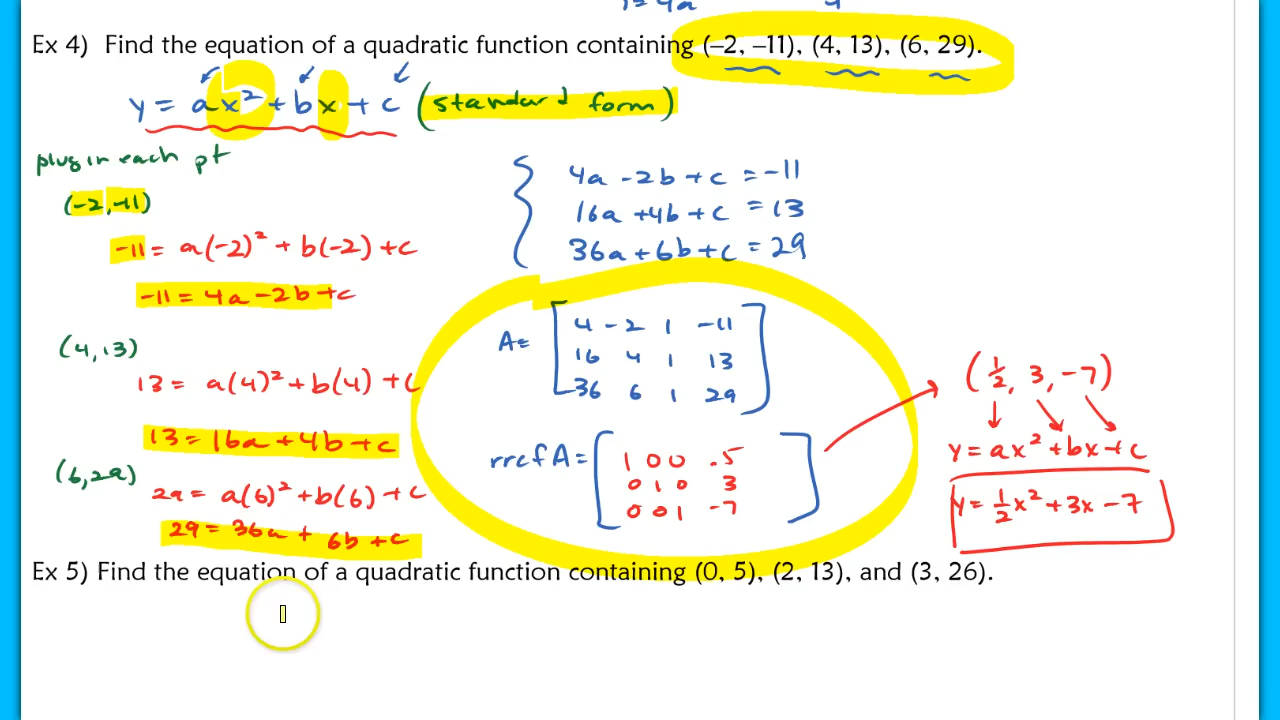 Ex 4) Find the equation of a quadratic function containing (–2, –11), (4, 13), (6, 29).
y = ax² + bx + c (standard form)
plug in each pt
(-2, -11)
-11 = a(-2)² + b(-2) + c
-11 = 4a - 2b + c
(4, 13)
13 = a(4)² + b(4) + c
13 = 16a + 4b + c
(6, 29)
29 = a(6)² + b(6) + c
29 = 36a + 6b + c
4a - 2b + c = -11
16a + 4b + c = 13
36a + 6b + c = 29
A = [4 -2 1 -11
16 4 1 13
36 6 1 29]
rref A = [1 0 0 .5
0 1 0 3
0 0 1 -7]
(1/2, 3, -7)
y = ax² + bx + c
y = 1/2x² + 3x - 7
Ex 5) Find the equation of a quadratic function containing (0, 5), (2, 13), and (3, 26).